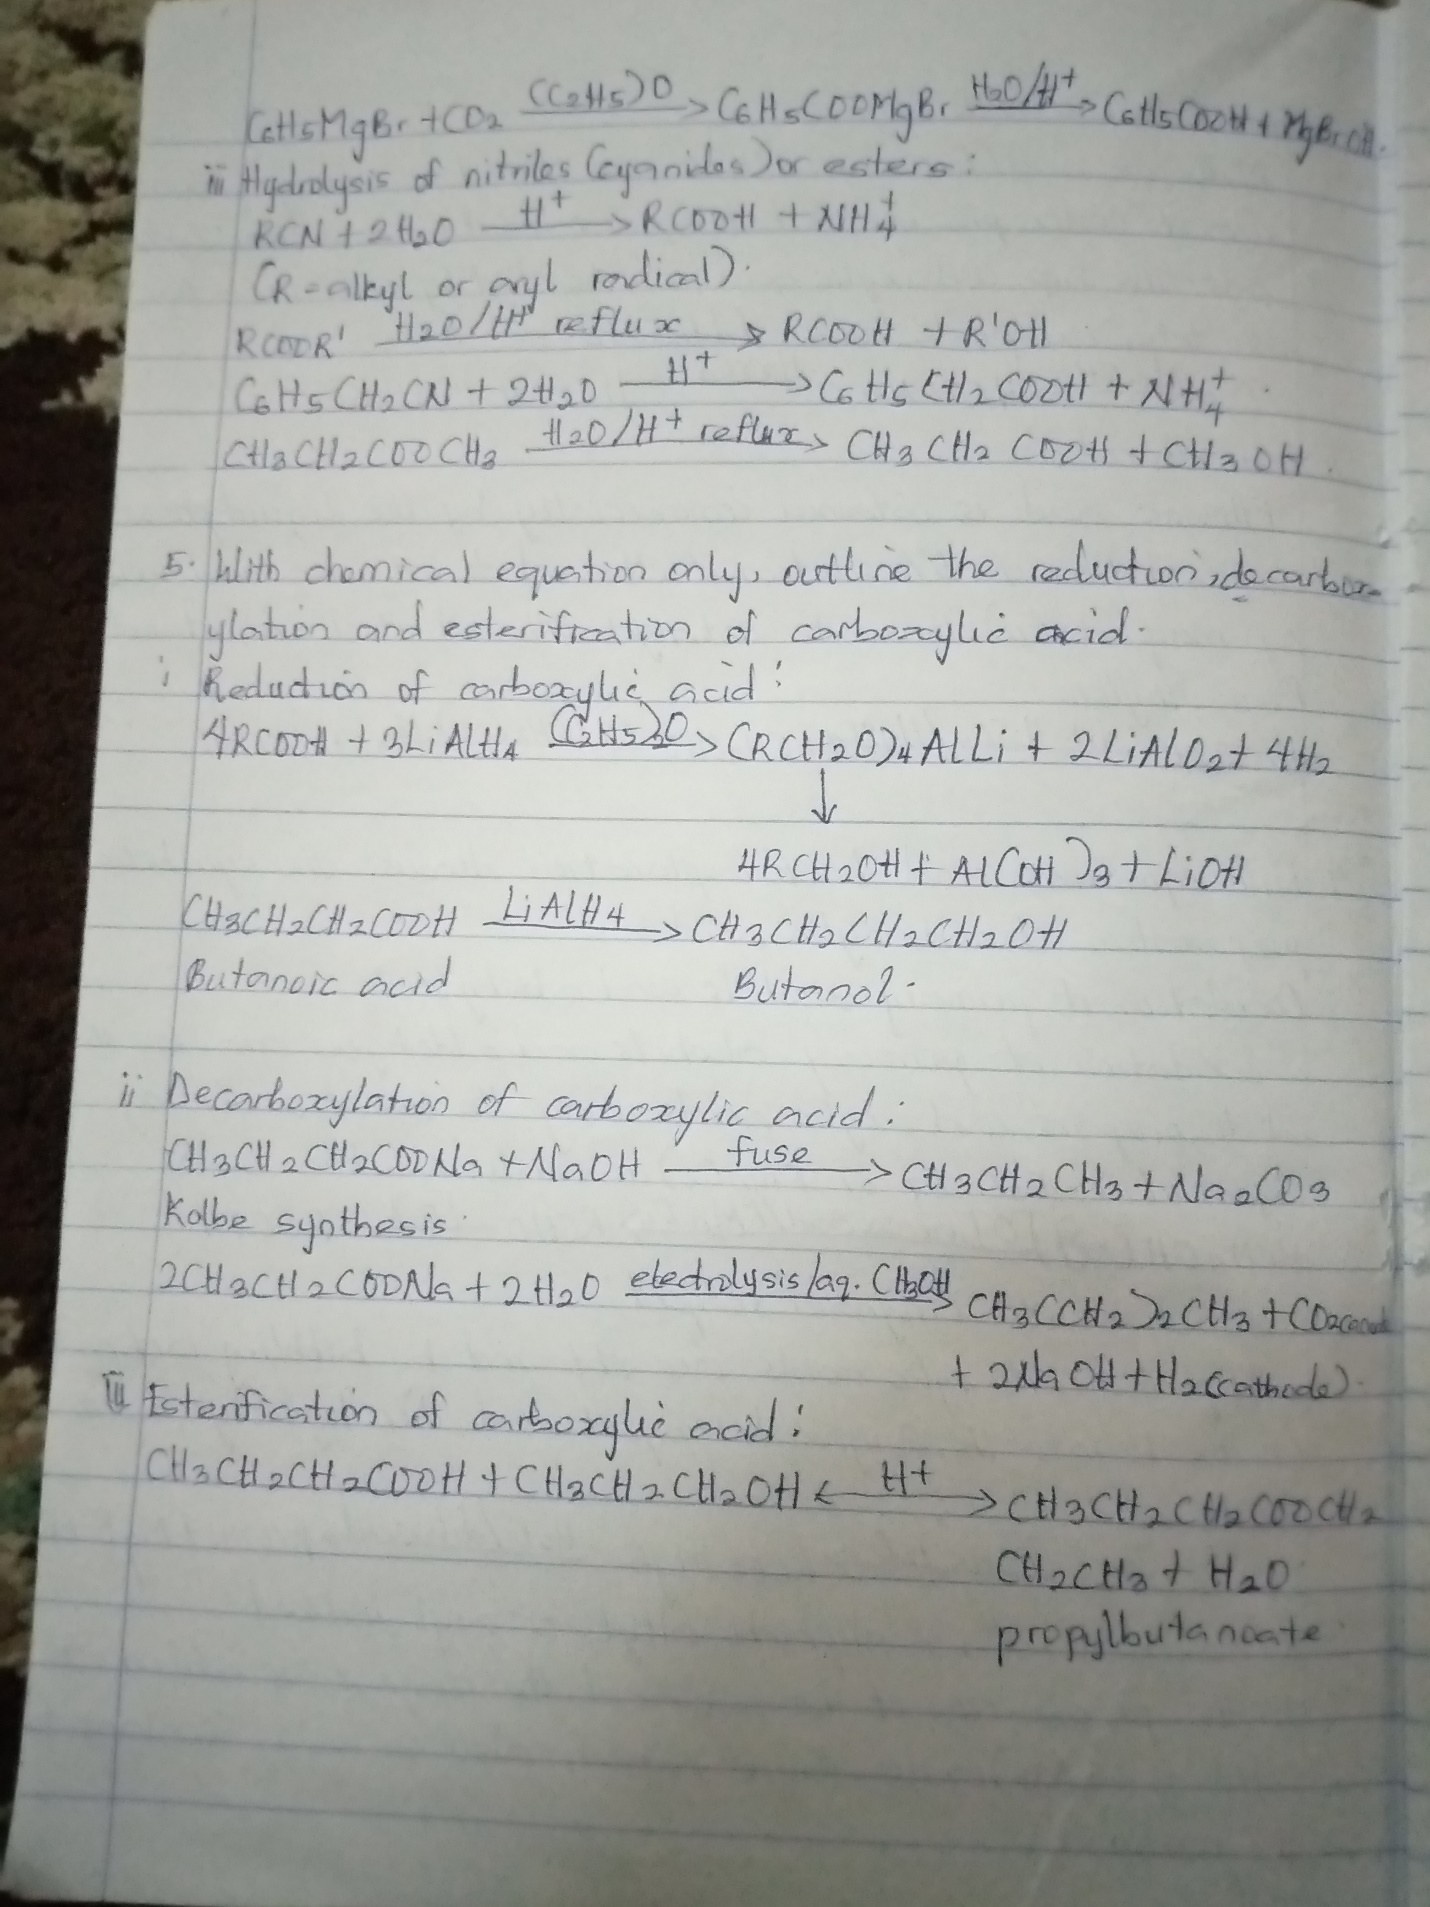 C6H5MgBr + CO2 (C2H5)O → C6H5COOMgBr H2O/H+ → C6H5COOH + MgBrOH.
iii Hydrolysis of nitriles (cyanides) or esters:
RCN + 2H2O H+ → RCOOH + NH4+
(R = alkyl or aryl radical).
RCOOR' H2O/H+ reflux → RCOOH + R'OH
C6H5CH2CN + 2H2O H+ → C6H5CH2COOH + NH4+.
CH3CH2COOCH3 H2O/H+ reflux → CH3CH2COOH + CH3OH.
5. With chemical equation only, outline the reduction, decarbox-
ylation and esterification of carboxylic acid.
i Reduction of carboxylic acid:
4RCOOH + 3LiAlH4 (C2H5)2O → (RCH2O)4AlLi + 2LiAlO2 + 4H2
↓
4RCH2OH + Al(OH)3 + LiOH
CH3CH2CH2COOH LiAlH4 → CH3CH2CH2CH2OH
Butanoic acid Butanol.
ii Decarboxylation of carboxylic acid:
CH3CH2CH2COONa + NaOH fuse → CH3CH2CH3 + Na2CO3
Kolbe synthesis.
2CH3CH2COONa + 2H2O electrolysis/aq. CH3OH → CH3(CH2)2CH3 + CO2
+ 2NaOH + H2(cathode).
iii Esterification of carboxylic acid:
CH3CH2CH2COOH + CH3CH2CH2OH ⟷ H+ CH3CH2CH2COOCH2
CH2CH3 + H2O
propylbutanoate